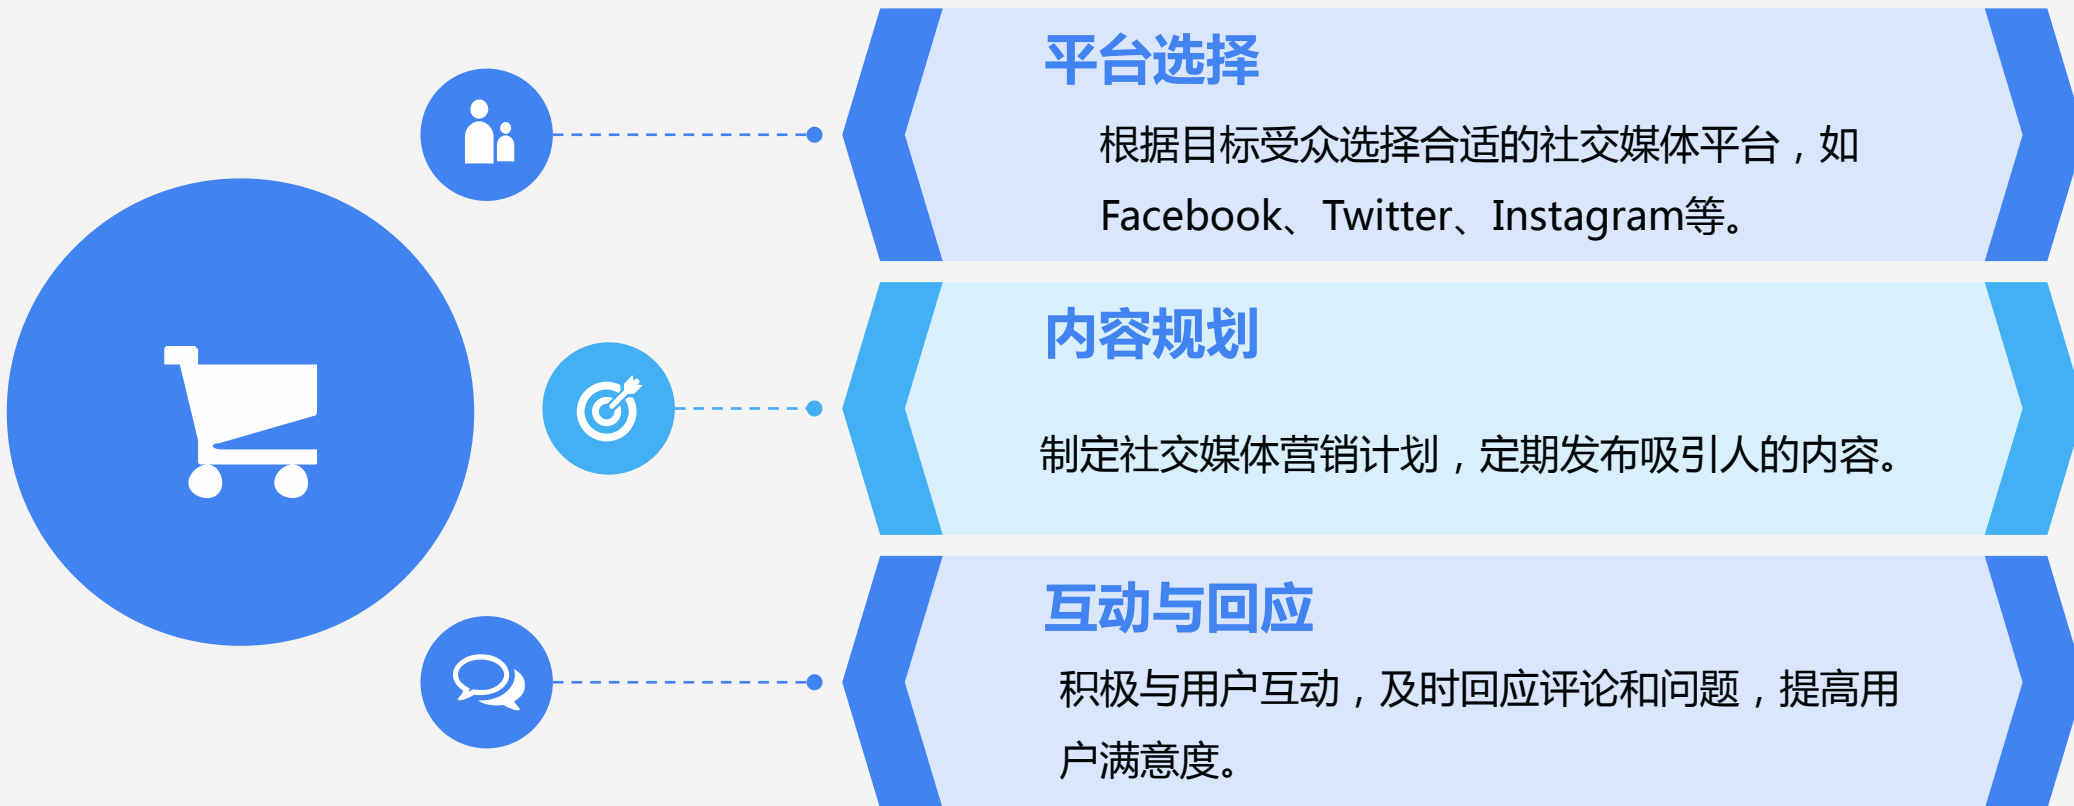 平台选择
根据目标受众选择合适的社交媒体平台，如
Facebook、Twitter、Instagram等。
内容规划
制定社交媒体营销计划，定期发布吸引人的内容。
互动与回应
积极与用户互动，及时回应评论和问题，提高用
户满意度。